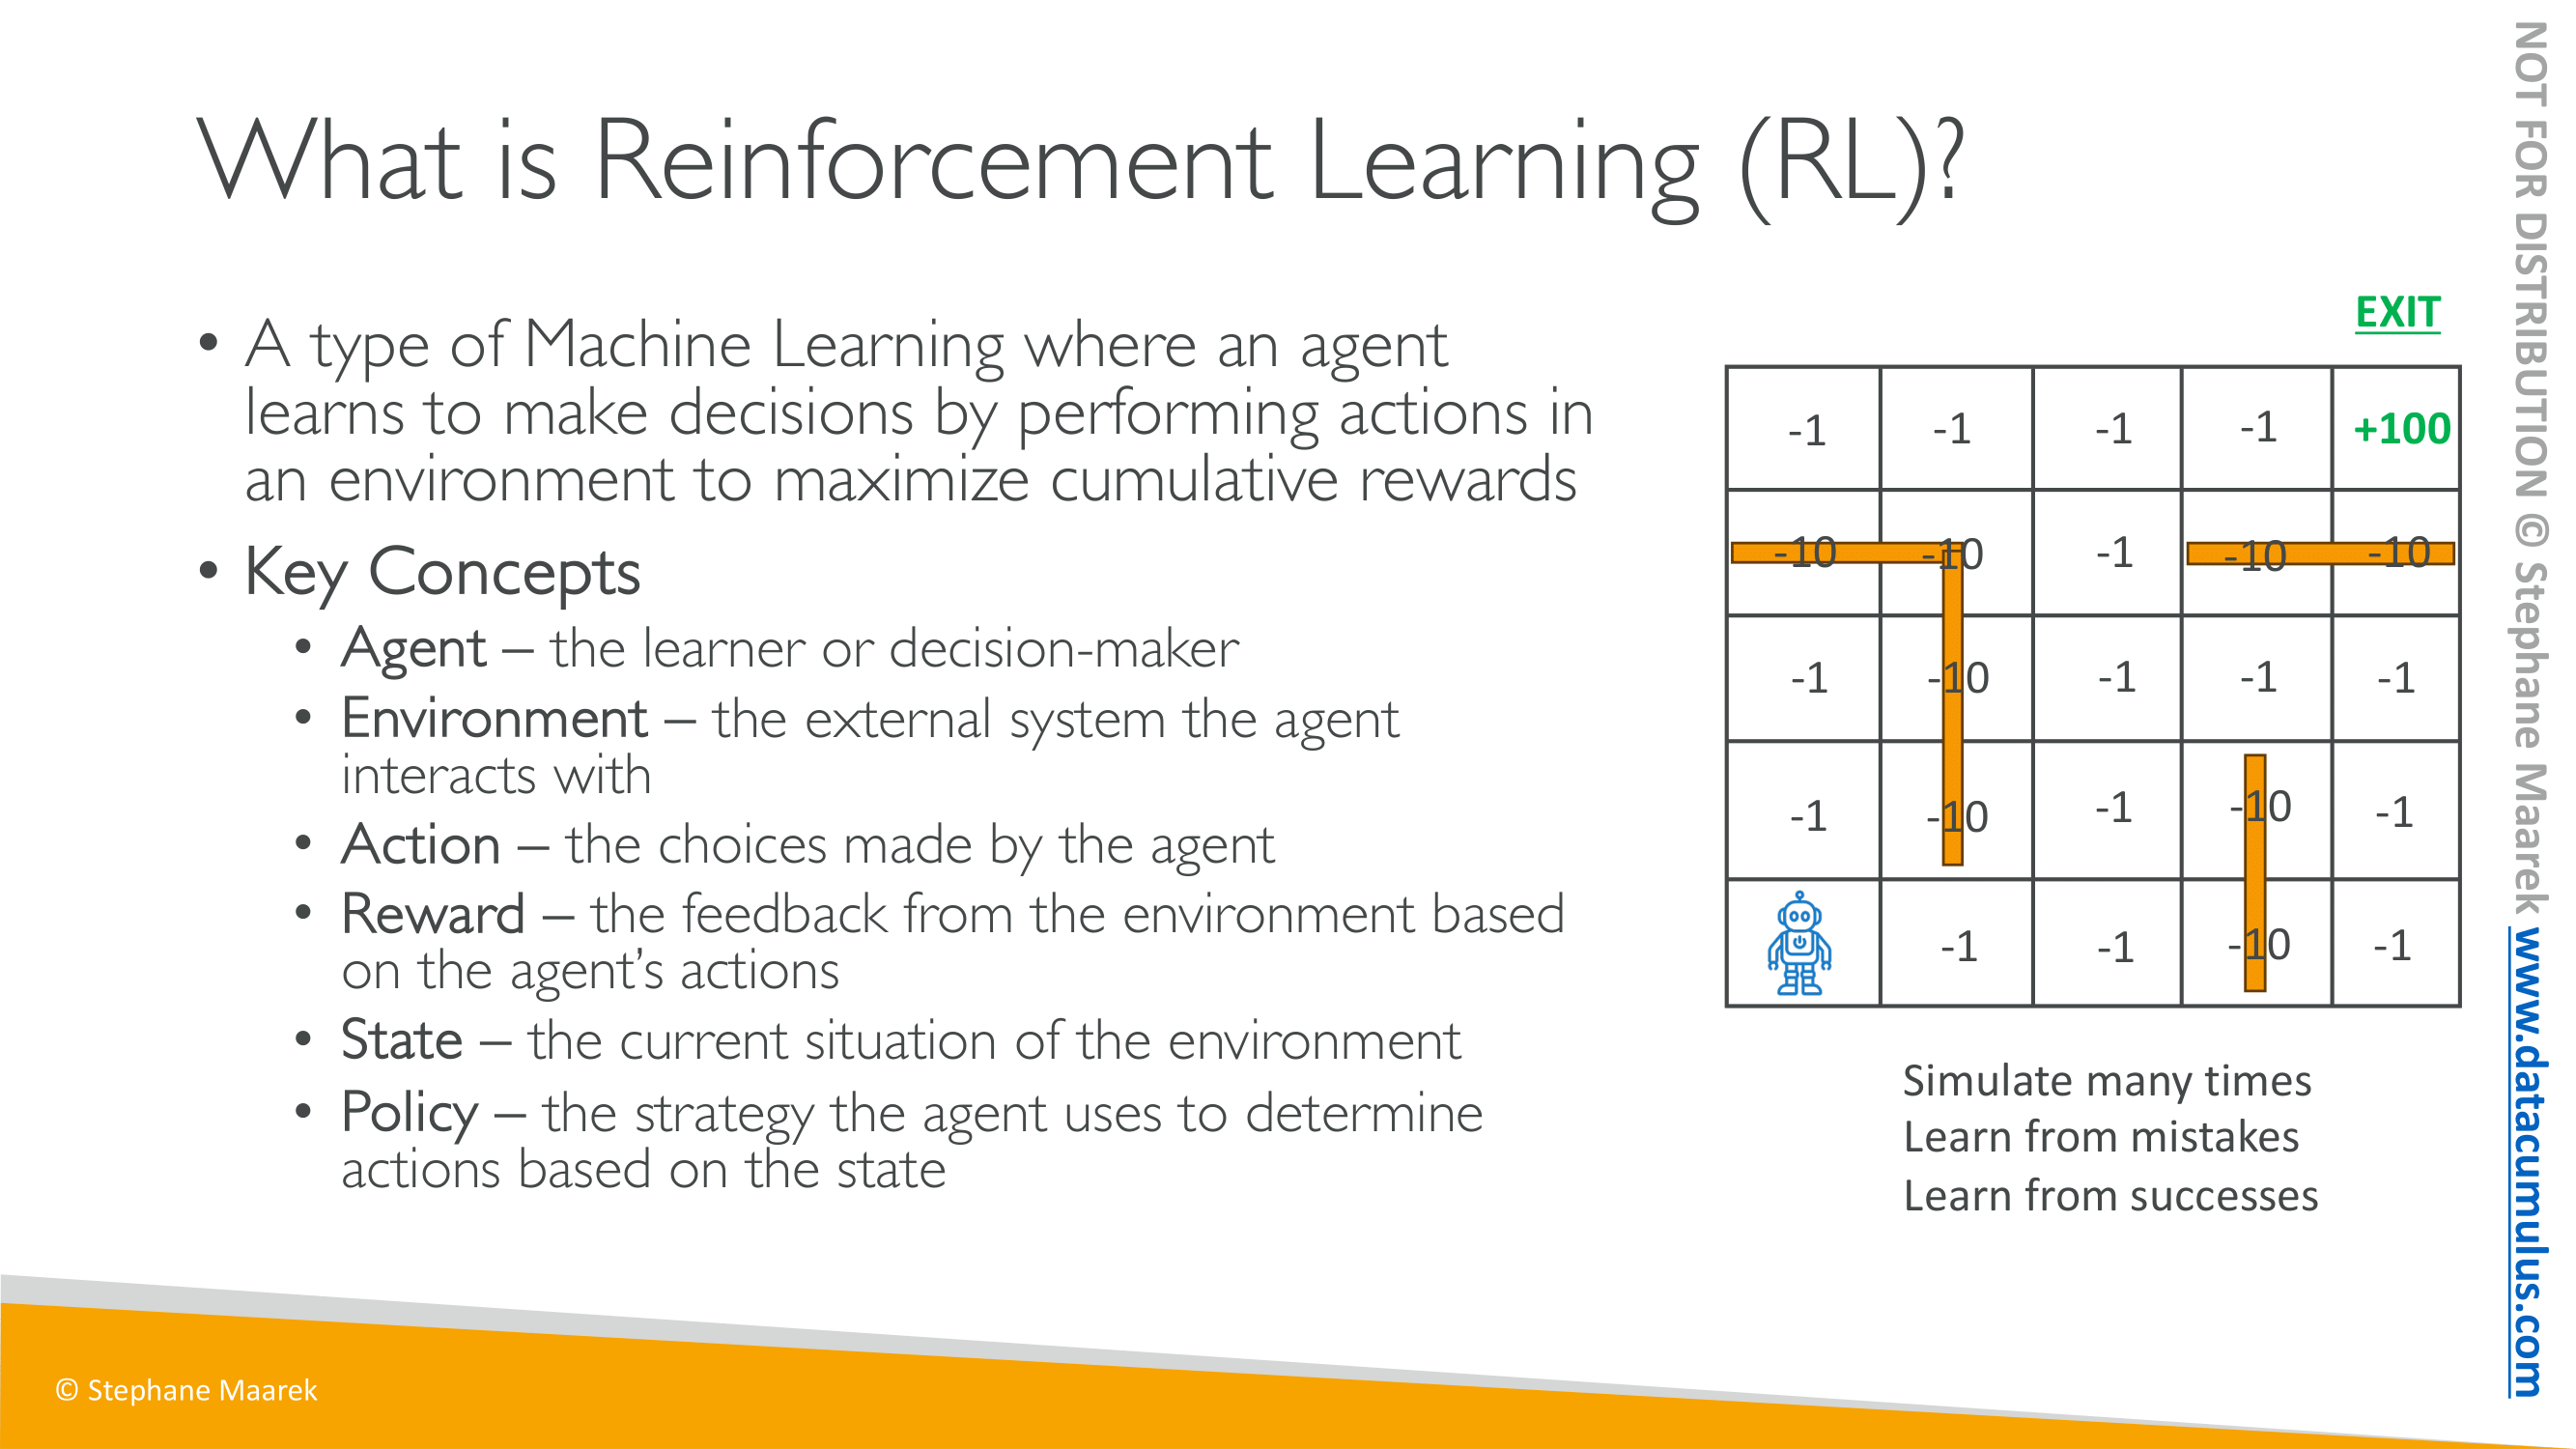 What is Reinforcement Learning (RL)?
• A type of Machine Learning where an agent
learns to make decisions by performing actions in
an environment to maximize cumulative rewards
• Key Concepts
• Agent – the learner or decision-maker
• Environment – the external system the agent
interacts with
• Action – the choices made by the agent
• Reward – the feedback from the environment based
on the agent's actions
• State – the current situation of the environment
• Policy – the strategy the agent uses to determine
actions based on the state
EXIT
-1 -1 -1 -1 +100
-10 -10 -1 -10 -10
-1 -10 -1 -1 -1
-1 -10 -1 -10 -1
-1 -1 -10 -1
Simulate many times
Learn from mistakes
Learn from successes
© Stephane Maarek
NOT FOR DISTRIBUTION © Stephane Maarek www.datacumulus.com